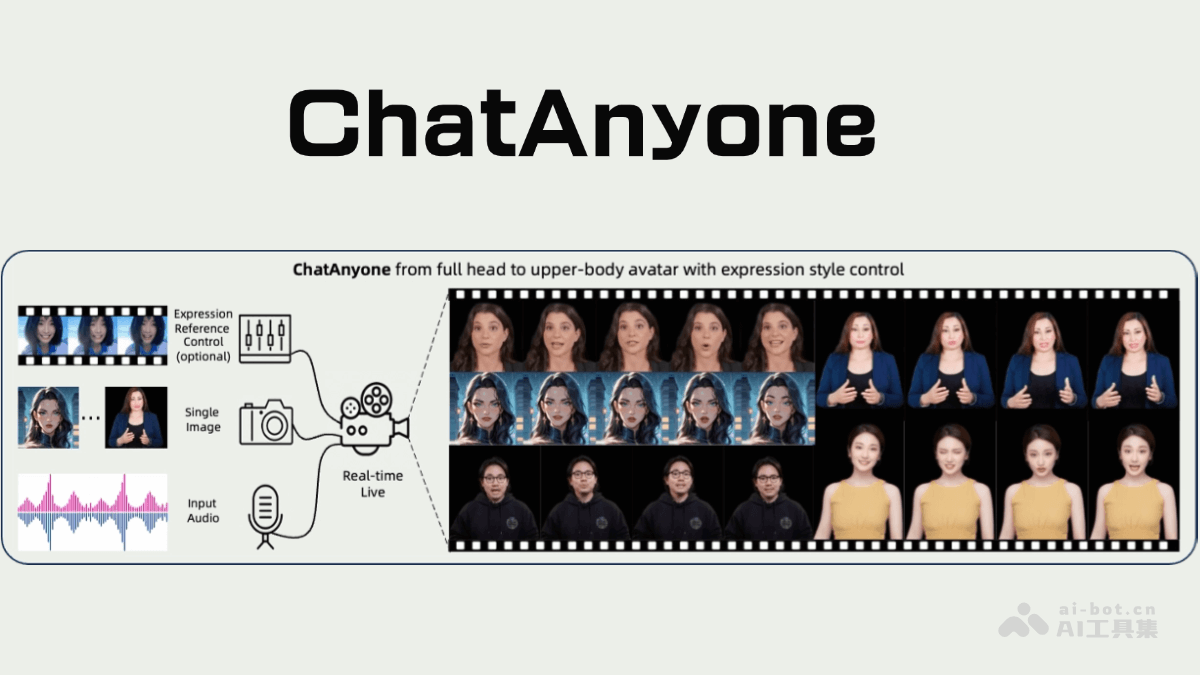 ChatAnyone
ChatAnyone from full head to upper-body avatar with expression style control
Expression
Reference
Control
(optional)
Single
Image
Input
Audio
Real-time
Live
ai-bot.cn
AI工具集